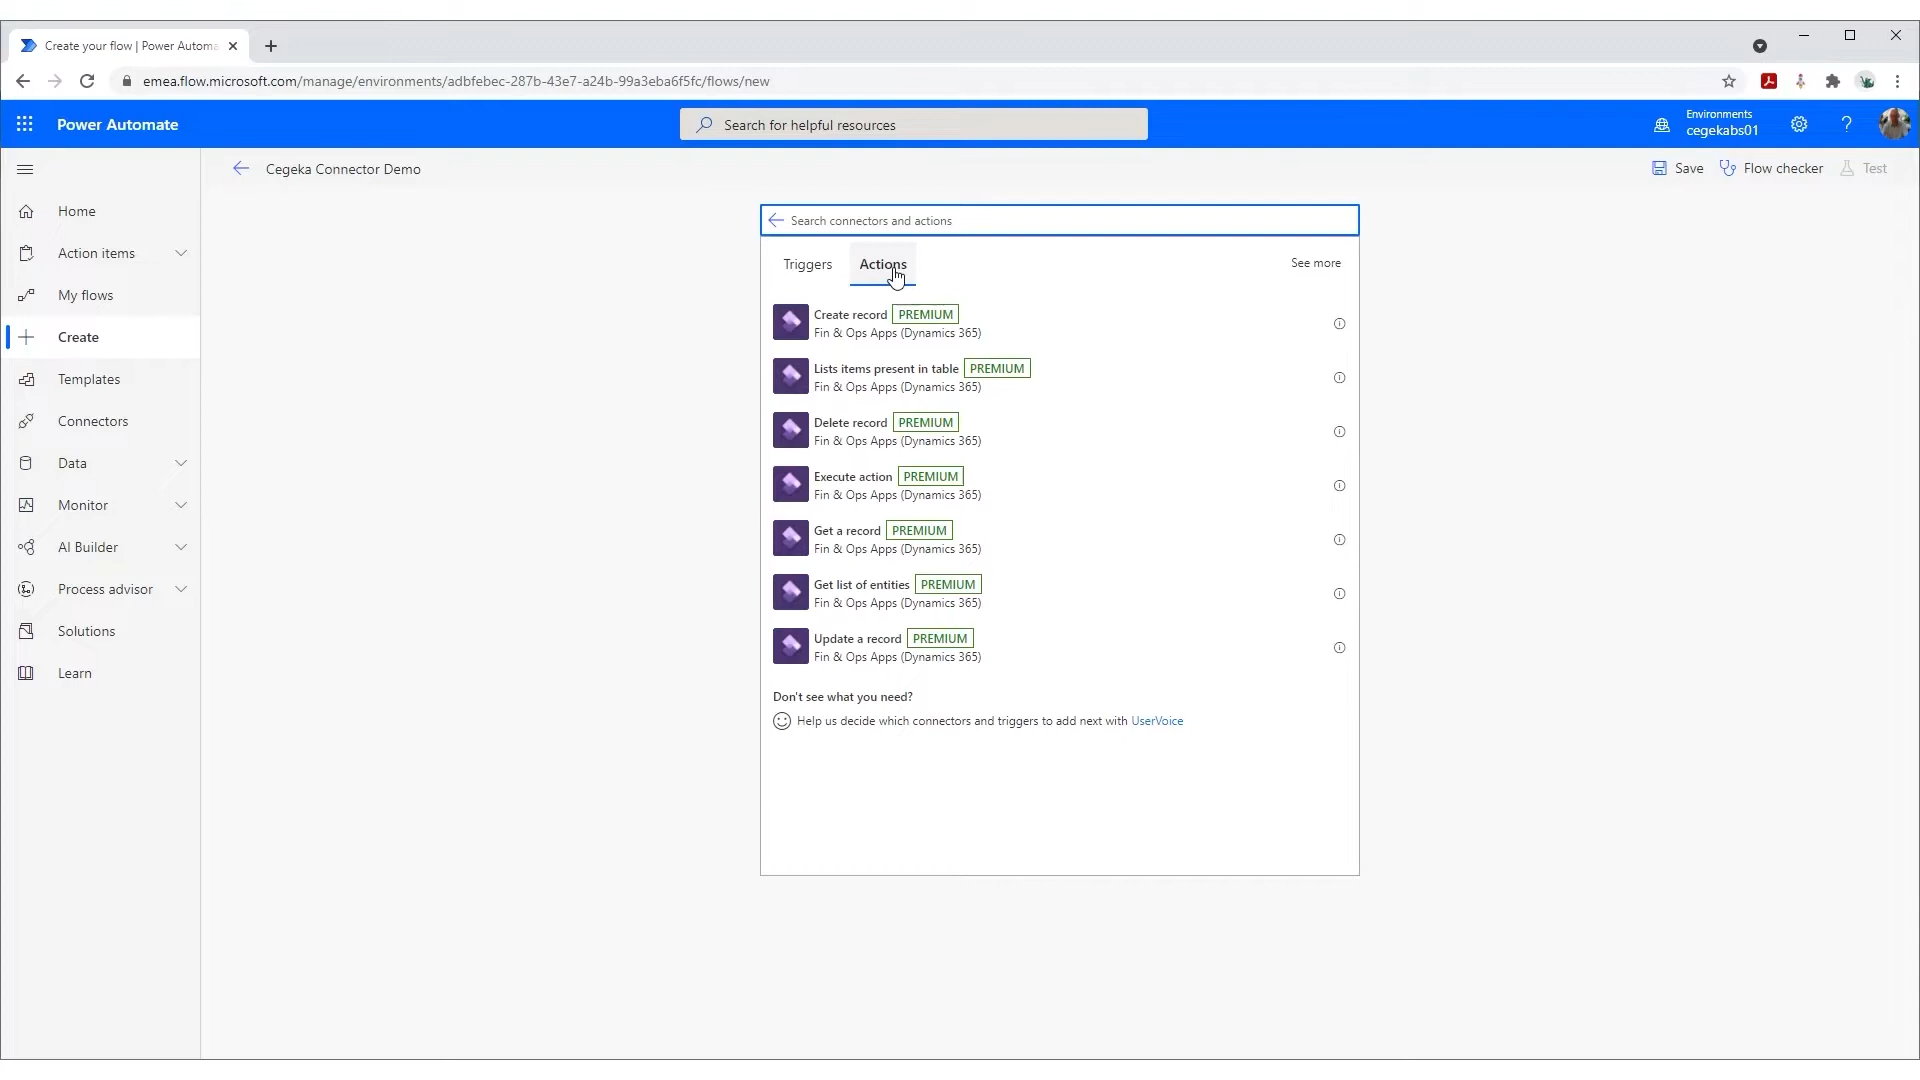 Create your flow | Power Automa
emea.flow.microsoft.com/manage/environments/adbfebec-287b-43e7-a24b-99a3eba6f5fc/flows/new
Power Automate
Search for helpful resources
Environments
cegekabs01
Cegeka Connector Demo
Save
Flow checker
Test
Home
Action items
My flows
Create
Templates
Connectors
Data
Monitor
AI Builder
Process advisor
Solutions
Learn
Search connectors and actions
Triggers
Actions
See more
Create record PREMIUM
Fin & Ops Apps (Dynamics 365)
Lists items present in table PREMIUM
Fin & Ops Apps (Dynamics 365)
Delete record PREMIUM
Fin & Ops Apps (Dynamics 365)
Execute action PREMIUM
Fin & Ops Apps (Dynamics 365)
Get a record PREMIUM
Fin & Ops Apps (Dynamics 365)
Get list of entities PREMIUM
Fin & Ops Apps (Dynamics 365)
Update a record PREMIUM
Fin & Ops Apps (Dynamics 365)
Don't see what you need?
Help us decide which connectors and triggers to add next with UserVoice